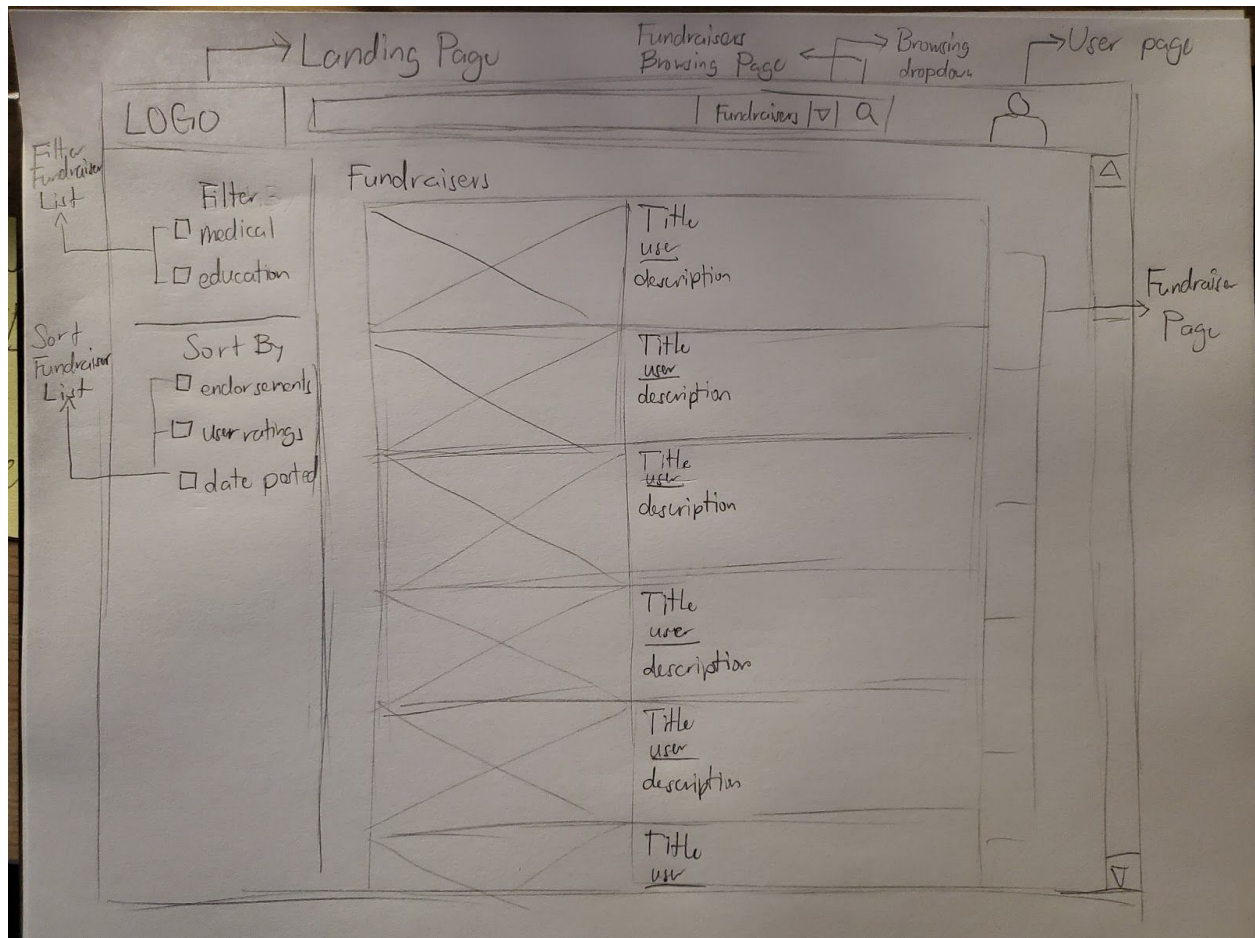 Landing Page
Fundraisers
Browsing Page
Browsing
dropdown
User page
LOGO
Fundraisers
Filter
Fundraiser
List
Filter
medical
education
Sort
Fundraiser
List
Sort By
endorsements
user ratings
date posted
Fundraisers
Title
user
description
Title
user
description
Title
user
description
Title
user
description
Title
user
description
Title
user
Fundraiser
Page